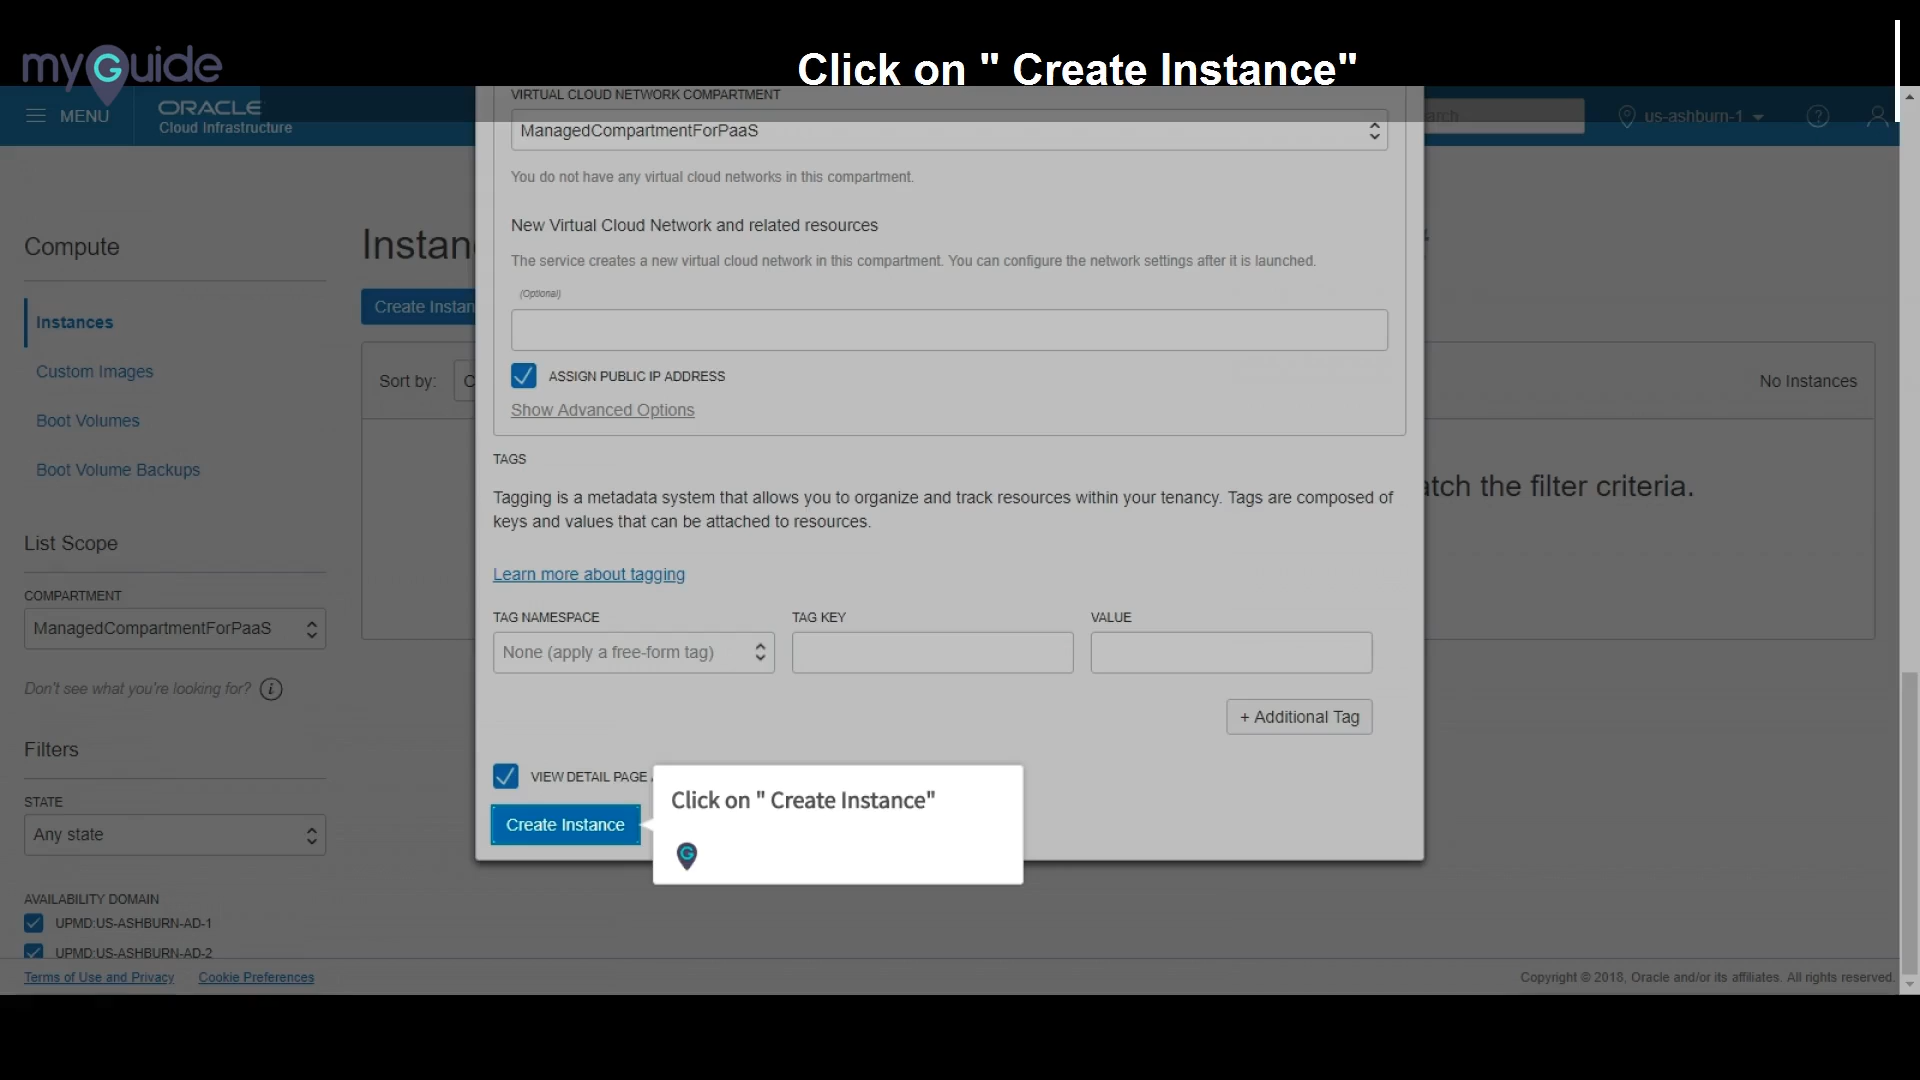 myGuide
Click on " Create Instance"
MENU
ORACLE
Cloud Infrastructure
us-ashburn-1
VIRTUAL CLOUD NETWORK COMPARTMENT
ManagedCompartmentForPaaS
You do not have any virtual cloud networks in this compartment.
New Virtual Cloud Network and related resources
The service creates a new virtual cloud network in this compartment. You can configure the network settings after it is launched.
(Optional)
ASSIGN PUBLIC IP ADDRESS
Show Advanced Options
TAGS
Tagging is a metadata system that allows you to organize and track resources within your tenancy. Tags are composed of
keys and values that can be attached to resources.
Learn more about tagging
TAG NAMESPACE
TAG KEY
VALUE
None (apply a free-form tag)
+ Additional Tag
VIEW DETAIL PAGE
Create Instance
Click on " Create Instance"
Compute
Instances
Custom Images
Boot Volumes
Boot Volume Backups
List Scope
COMPARTMENT
ManagedCompartmentForPaaS
Don't see what you're looking for?
Filters
STATE
Any state
AVAILABILITY DOMAIN
UPMD:US-ASHBURN-AD-1
UPMD:US-ASHBURN-AD-2
Instan
Create Instan
Sort by:
No Instances
atch the filter criteria.
Terms of Use and Privacy
Cookie Preferences
Copyright © 2018, Oracle and/or its affiliates. All rights reserved.